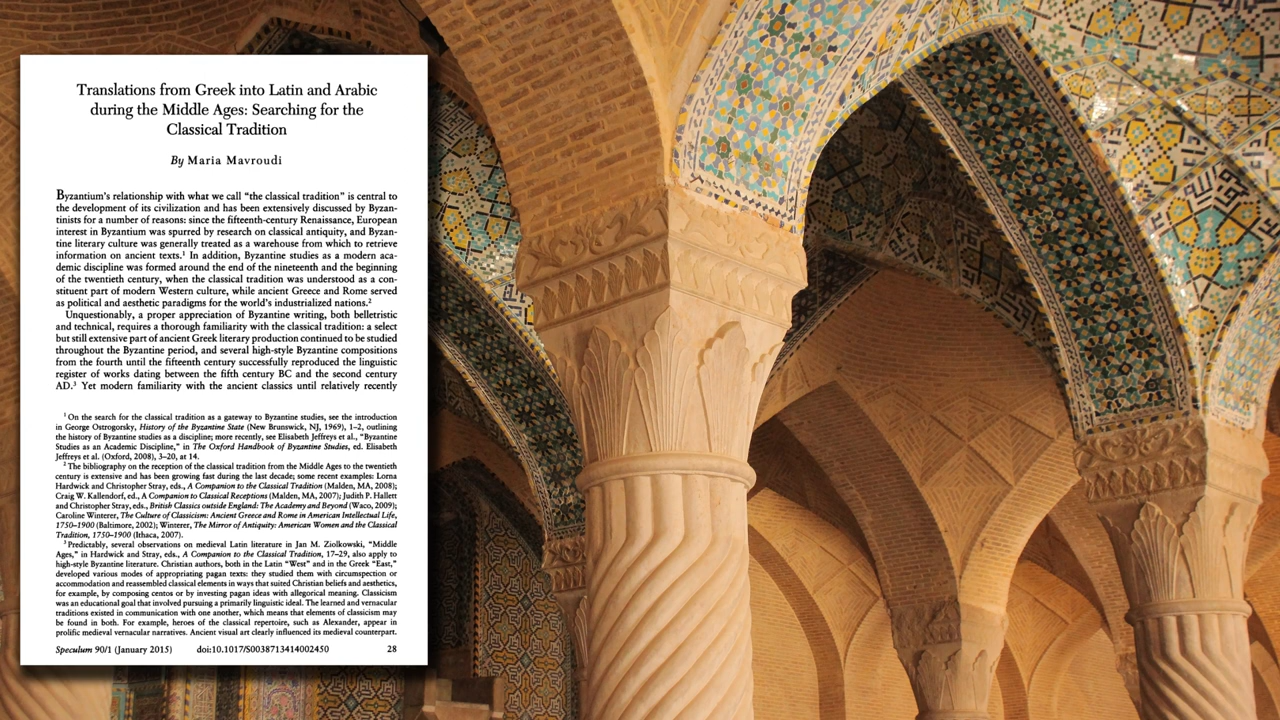 Translations from Greek into Latin and Arabic
during the Middle Ages: Searching for the
Classical Tradition
By Maria Mavroudi
Byzantium's relationship with what we call "the classical tradition" is central to
the development of its civilization and has been extensively discussed by Byzan-
tinists for a number of reasons: since the fifteenth-century Renaissance, European
interest in Byzantium was spurred by research on classical antiquity, and Byzan-
tine literary culture was generally treated as a warehouse from which to retrieve
information on ancient texts.¹ In addition, Byzantine studies as a modern aca-
demic discipline was formed around the end of the nineteenth and the beginning
of the twentieth century, when the classical tradition was understood as a con-
stituent part of modern Western culture, while ancient Greece and Rome served
as political and aesthetic paradigms for the world's industrialized nations.²
Unquestionably, a proper appreciation of Byzantine writing, both belletristic
and technical, requires a thorough familiarity with the classical tradition: a select
but still extensive part of ancient Greek literary production continued to be studied
throughout the Byzantine period, and several high-style Byzantine compositions
from the fourth until the fifteenth century successfully reproduced the linguistic
register of works dating between the fifth century BC and the second century
AD.³ Yet modern familiarity with the ancient classics until relatively recently
¹ On the search for the classical tradition as a gateway to Byzantine studies, see the introduction
in George Ostrogorsky, History of the Byzantine State (New Brunswick, NJ, 1969), 1–2, outlining
the history of Byzantine studies as a discipline; more recently, see Elisabeth Jeffreys et al., "Byzantine
Studies as an Academic Discipline," in The Oxford Handbook of Byzantine Studies, ed. Elisabeth
Jeffreys et al. (Oxford, 2008), 3–20, at 14.
² The bibliography on the reception of the classical tradition from the Middle Ages to the twentieth
century is extensive and has been growing fast during the last decade; some recent examples: Lorna
Hardwick and Christopher Stray, eds., A Companion to the Classical Tradition (Malden, MA, 2008);
Craig W. Kallendorf, ed., A Companion to Classical Receptions (Malden, MA, 2007); Judith P. Hallett
and Christopher Stray, eds., British Classics outside England: The Academy and Beyond (Waco, 2009);
Caroline Winterer, The Culture of Classicism: Ancient Greece and Rome in American Intellectual Life,
1750–1900 (Baltimore, 2002); Winterer, The Mirror of Antiquity: American Women and the Classical
Tradition, 1750–1900 (Ithaca, 2007).
³ Predictably, several observations on medieval Latin literature in Jan M. Ziolkowski, "Middle
Ages," in Hardwick and Stray, eds., A Companion to the Classical Tradition, 17–29, also apply to
high-style Byzantine literature. Christian authors, both in the Latin "West" and in the Greek "East,"
developed various modes of appropriating pagan texts: they studied them with circumspection or
accommodation and reassembled classical elements in ways that suited Christian beliefs and aesthetics,
for example, by composing centos or by investing pagan ideas with allegorical meaning. Classicism
was an educational goal that involved pursuing a primarily linguistic ideal. The learned and vernacular
traditions existed in communication with one another, which means that elements of classicism may
be found in both. For example, heroes of the classical repertoire, such as Alexander, appear in
prolific medieval vernacular narratives. Ancient visual art clearly influenced its medieval counterpart.
Speculum 90/1 (January 2015) doi:10.1017/S0038713414002450 28